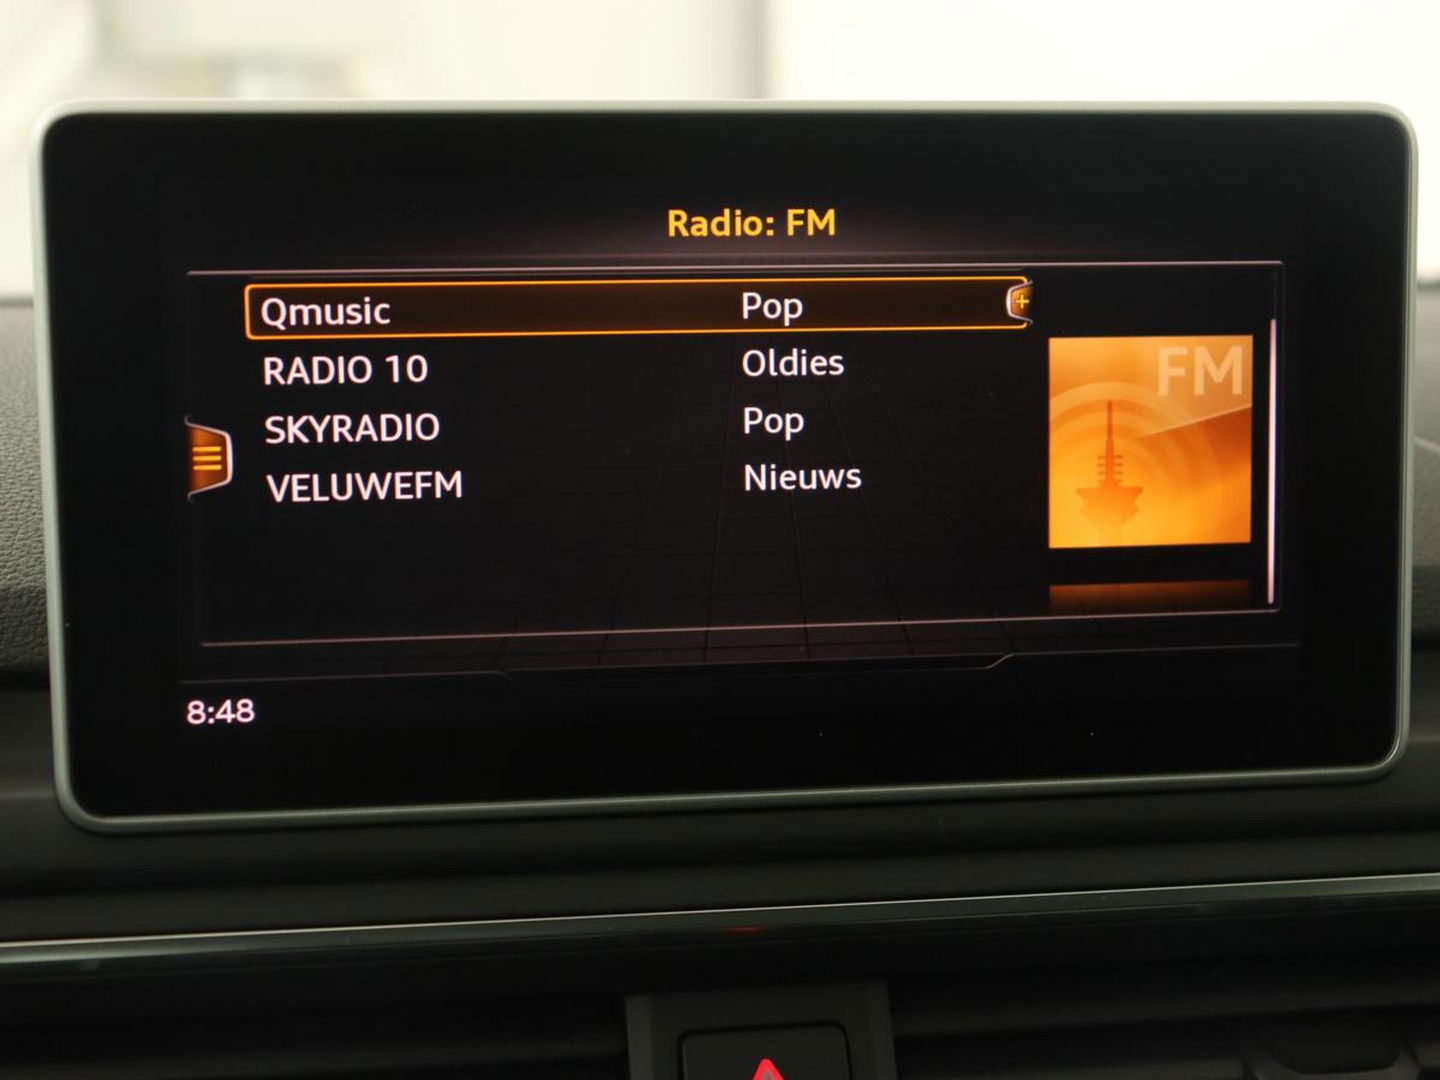 Radio: FM
Qmusic Pop
RADIO 10 Oldies
SKYRADIO Pop
VELUWEFM Nieuws
FM
8:48